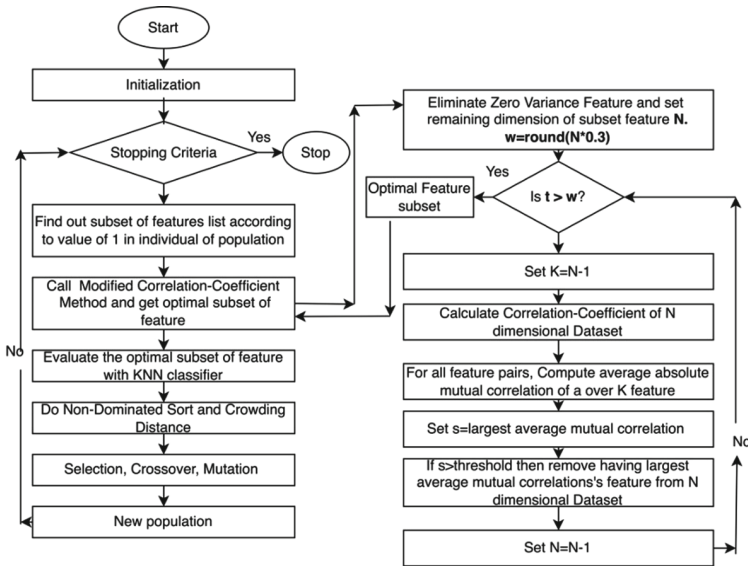 Start
Initialization
Stopping Criteria
Yes
Stop
Find out subset of features list according
to value of 1 in individual of population
Call Modified Correlation-Coefficient
Method and get optimal subset of
feature
No
Evaluate the optimal subset of feature
with KNN classifier
Do Non-Dominated Sort and Crowding
Distance
Selection, Crossover, Mutation
New population
Eliminate Zero Variance Feature and set
remaining dimension of subset feature N.
w=round(N*0.3)
Yes
Optimal Feature
subset
Is t > w?
Set K=N-1
Calculate Correlation-Coefficient of N
dimensional Dataset
For all feature pairs, Compute average absolute
mutual correlation of a over K feature
Set s=largest average mutual correlation
No
If s>threshold then remove having largest
average mutual correlations's feature from N
dimensional Dataset
Set N=N-1